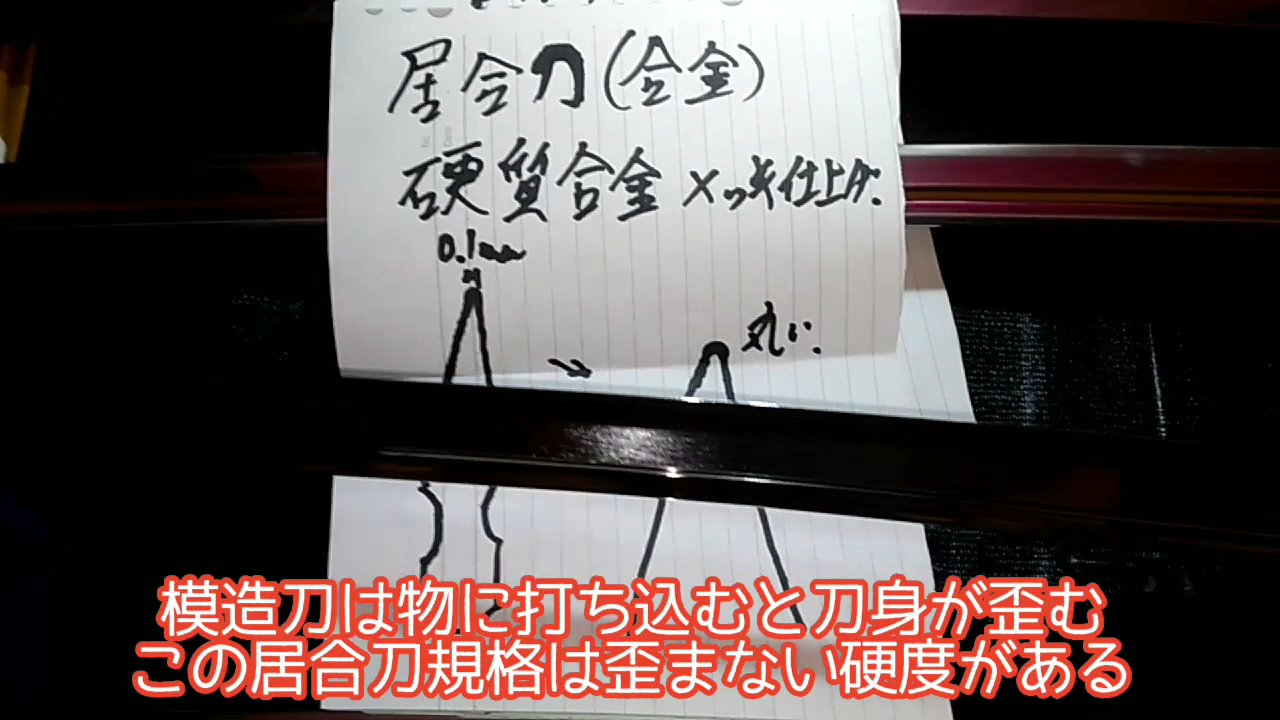 居合刀(合金)
硬質合金メッキ仕上げ.
0.1mm
丸い.
模造刀は物に打ち込むと刀身が歪む
この居合刀規格は歪まない硬度がある